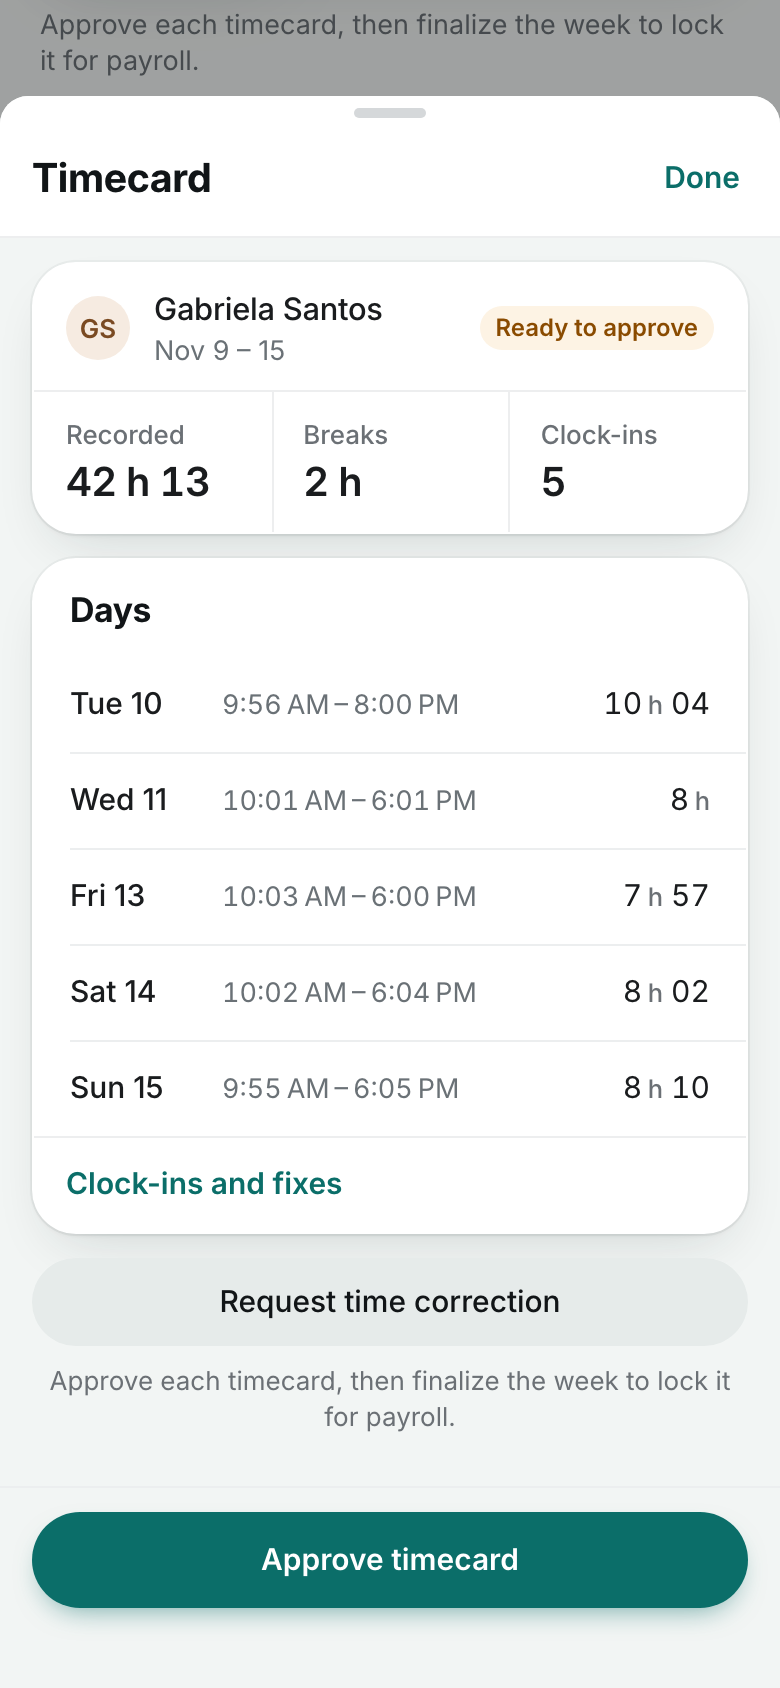 Approve each timecard, then finalize the week to lock
it for payroll.
Timecard
Done
GS
Gabriela Santos
Nov 9 – 15
Ready to approve
Recorded
42 h 13
Breaks
2 h
Clock-ins
5
Days
Tue 10 9:56 AM – 8:00 PM 10 h 04
Wed 11 10:01 AM – 6:01 PM 8 h
Fri 13 10:03 AM – 6:00 PM 7 h 57
Sat 14 10:02 AM – 6:04 PM 8 h 02
Sun 15 9:55 AM – 6:05 PM 8 h 10
Clock-ins and fixes
Request time correction
Approve each timecard, then finalize the week to lock it
for payroll.
Approve timecard